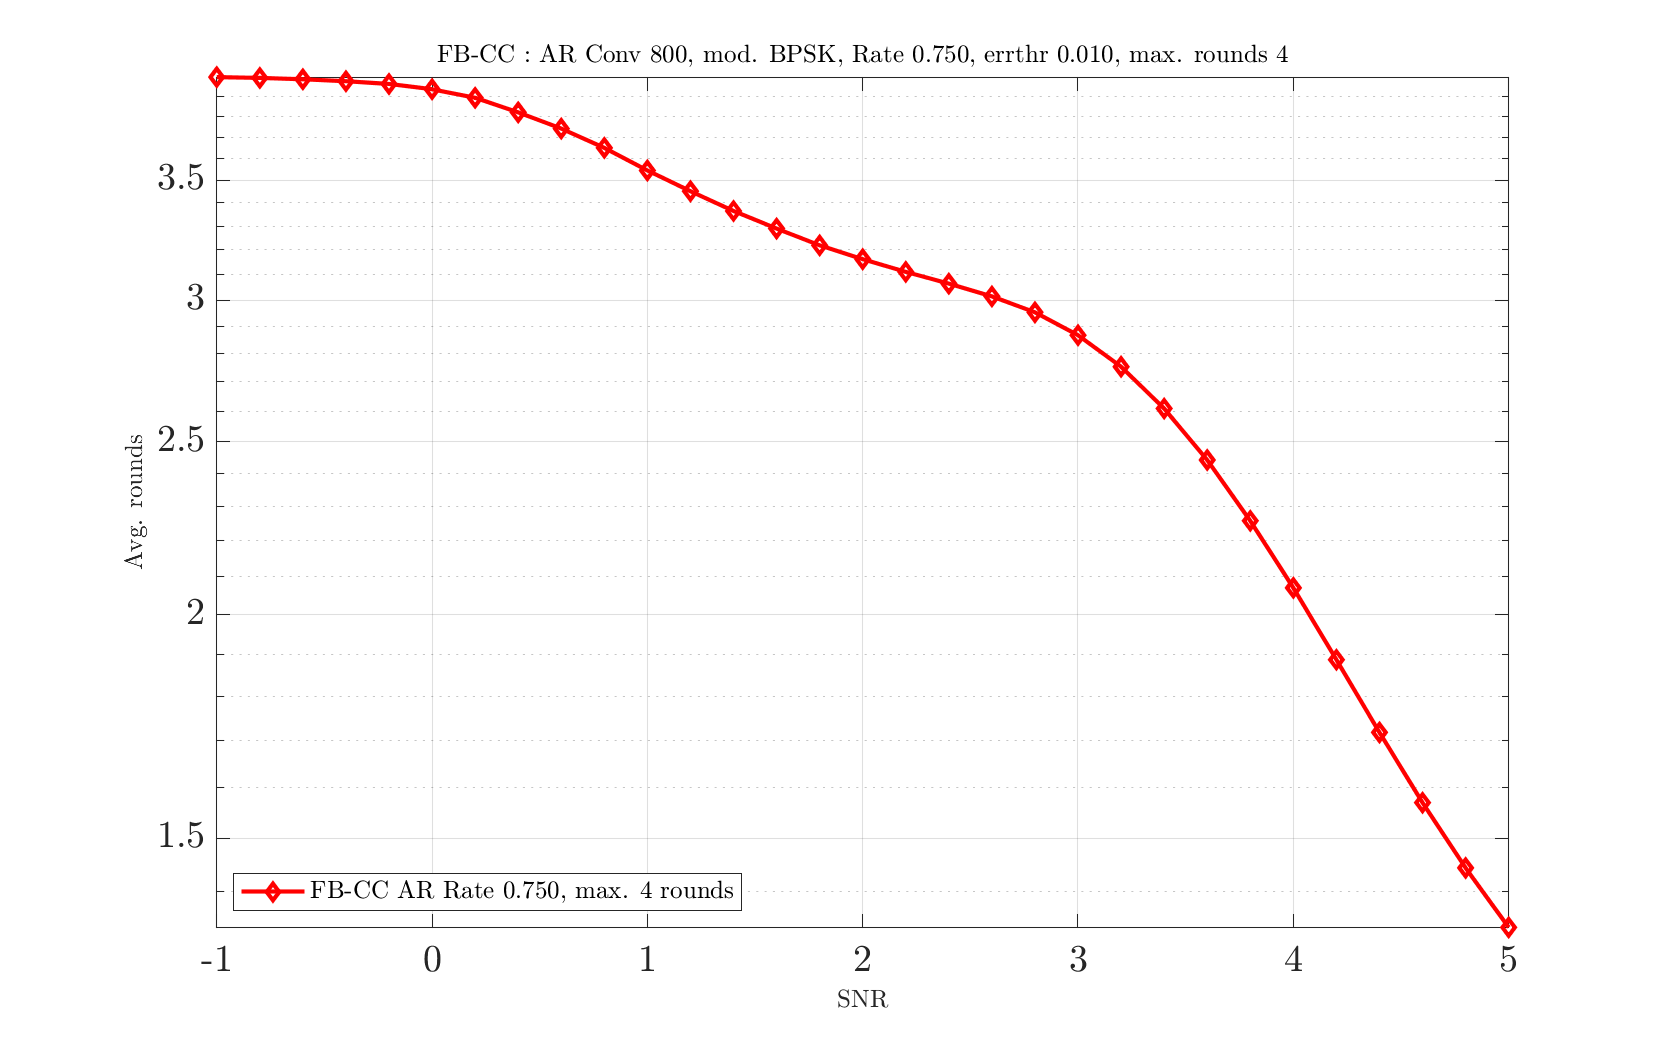 FB-CC : AR Conv 800, mod. BPSK, Rate 0.750, errthr 0.010, max. rounds 4
3.5
3
2.5
2
1.5
Avg. rounds
FB-CC AR Rate 0.750, max. 4 rounds
-1 0 1 2 3 4 5
SNR